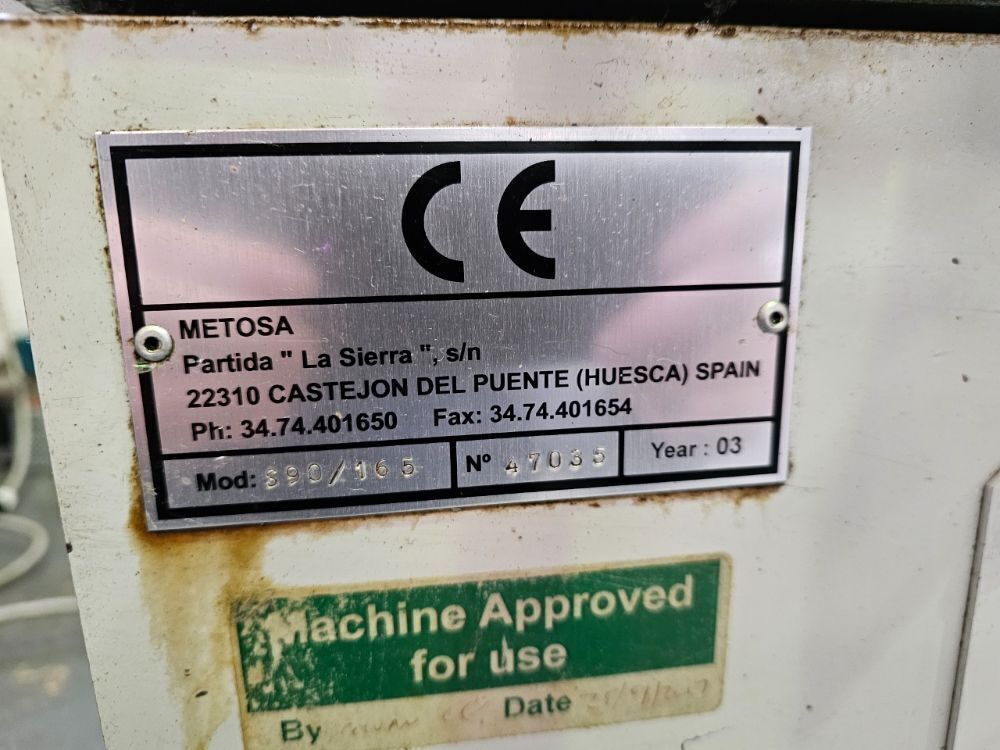 CE
METOSA
Partida " La Sierra ", s/n
22310 CASTEJON DEL PUENTE (HUESCA) SPAIN
Ph: 34.74.401650 Fax: 34.74.401654
Mod: S90/165 Nº 47035 Year : 03
Machine Approved
for use
By Date